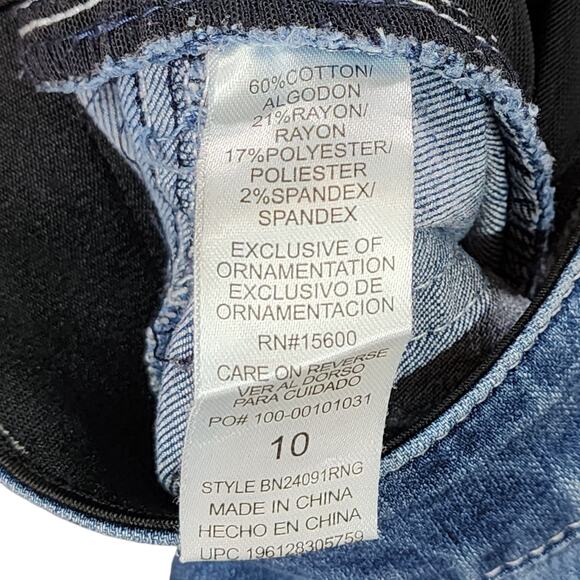 60%COTTON/
ALGODON
21%RAYON/
RAYON
17%POLYESTER/
POLIESTER
2%SPANDEX/
SPANDEX
EXCLUSIVE OF
ORNAMENTATION
EXCLUSIVO DE
ORNAMENTACION
RN#15600
CARE ON REVERSE
VER AL DORSO
PARA CUIDADO
PO# 100-00101031
10
STYLE BN24091RNG
MADE IN CHINA
HECHO EN CHINA
UPC 196128305759